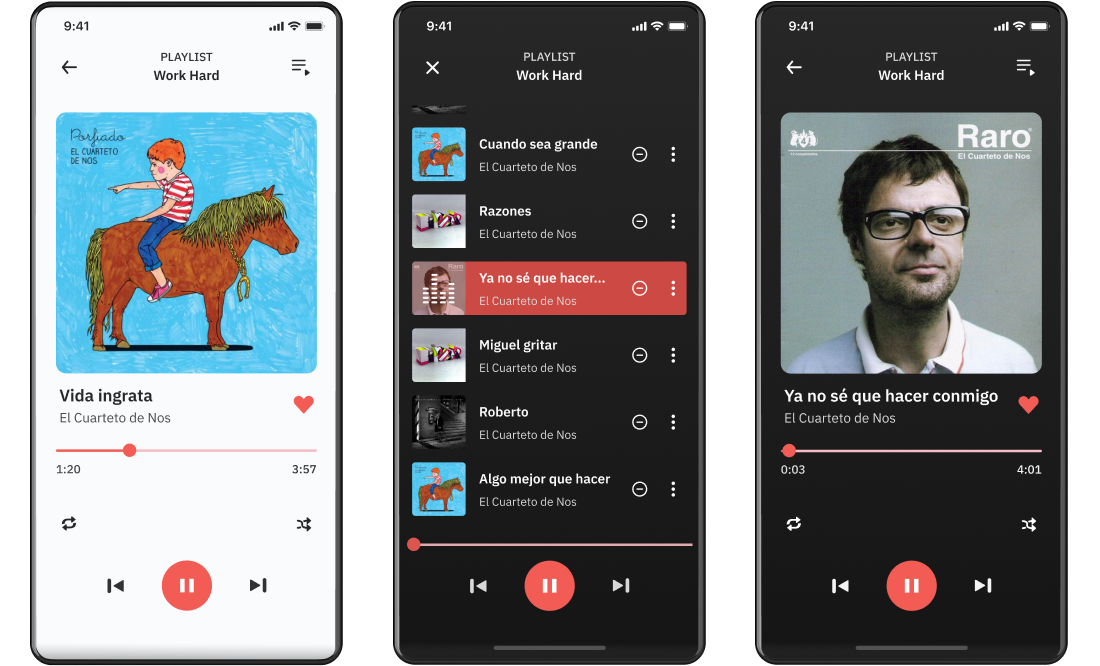 9:41
PLAYLIST
Work Hard
Porfiado
EL CUARTETO
DE NOS
Vida ingrata
El Cuarteto de Nos
1:20
3:57
9:41
PLAYLIST
Work Hard
Cuando sea grande
El Cuarteto de Nos
Razones
El Cuarteto de Nos
Raro
Ya no sé que hacer...
El Cuarteto de Nos
Miguel gritar
El Cuarteto de Nos
Roberto
El Cuarteto de Nos
Algo mejor que hacer
El Cuarteto de Nos
9:41
PLAYLIST
Work Hard
Raro
El Cuarteto de Nos
Ya no sé que hacer conmigo
El Cuarteto de Nos
0:03
4:01